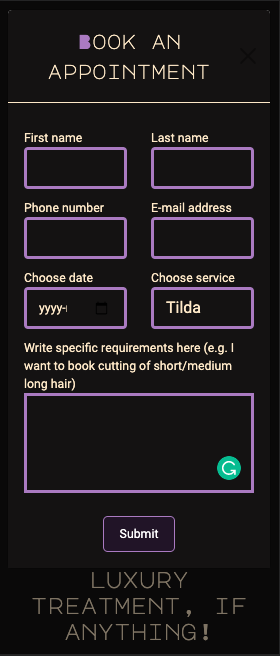 BOOK AN
APPOINTMENT
First name
Last name
Phone number
E-mail address
Choose date
Choose service
yyyy-
Tilda
Write specific requirements here (e.g. I
want to book cutting of short/medium
long hair)
Submit
LUXURY
TREATMENT, IF
ANYTHING!